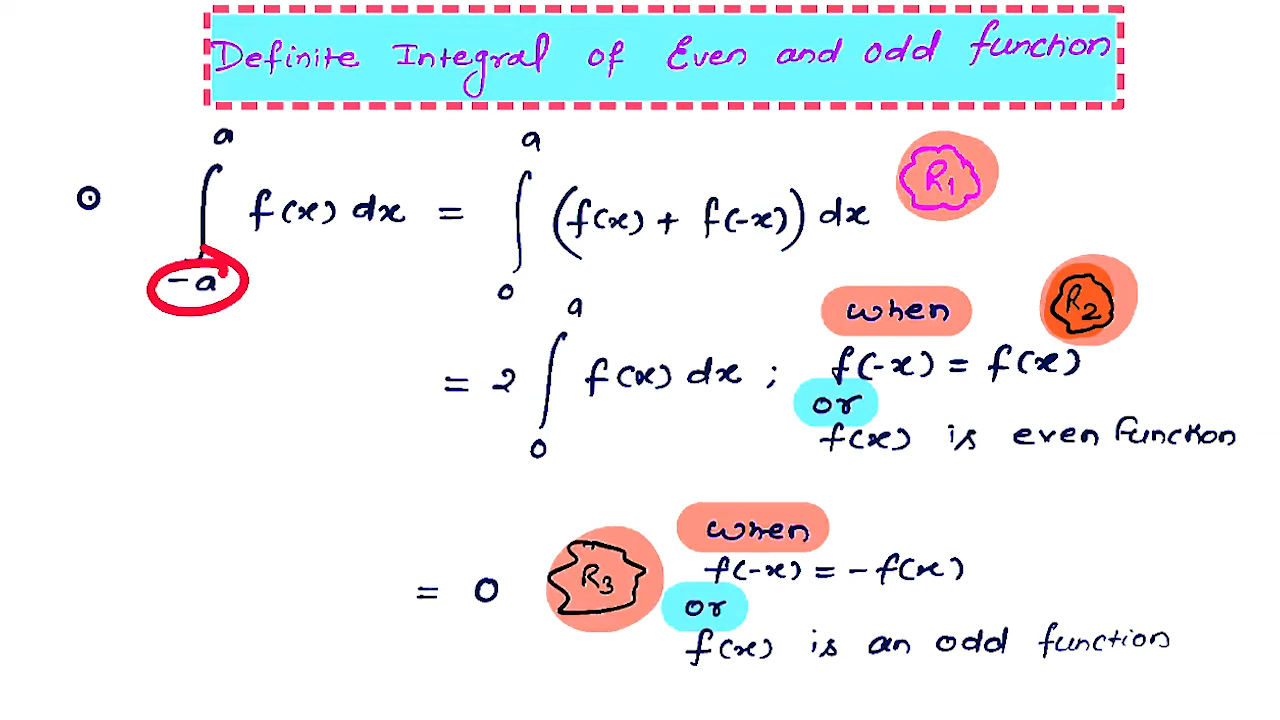 Definite Integral of Even and odd function
∫_{-a}^{a} f(x) dx = ∫_{0}^{a} (f(x) + f(-x)) dx R1
when R2
= 2 ∫_{0}^{a} f(x) dx ; f(-x) = f(x)
or
f(x) is even function
when
= 0 R3 f(-x) = -f(x)
or
f(x) is an odd function